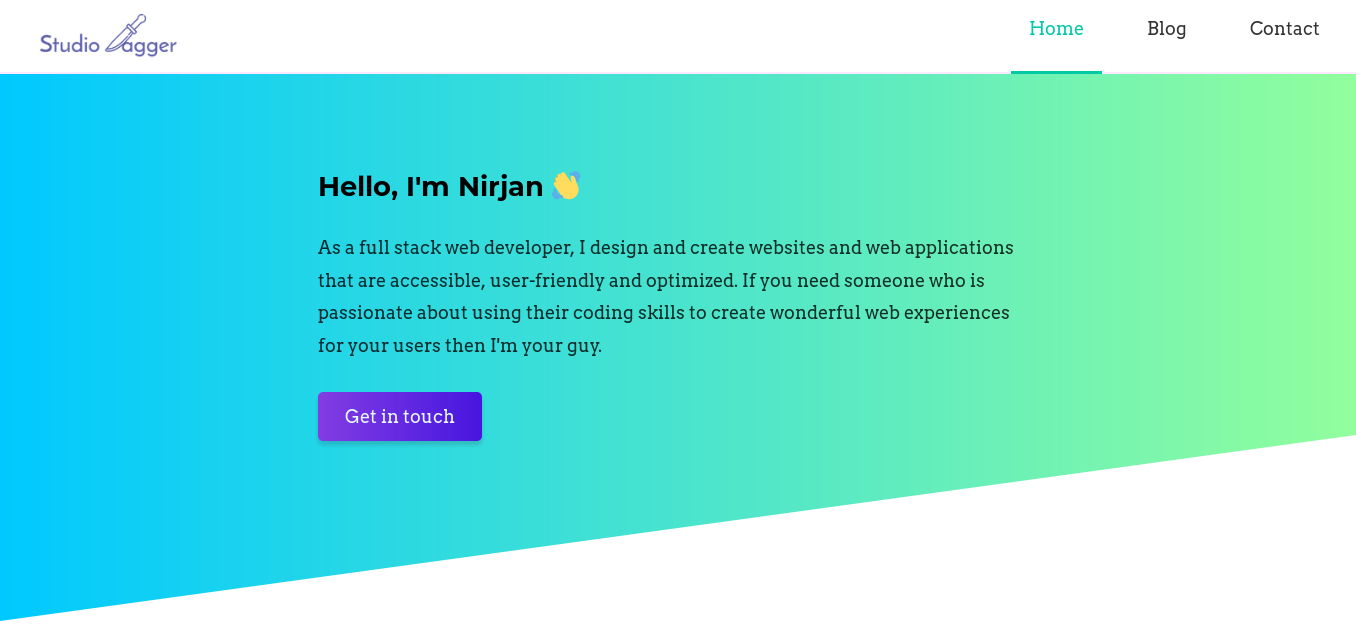 Studio Dagger
Home Blog Contact
Hello, I'm Nirjan 👋
As a full stack web developer, I design and create websites and web applications
that are accessible, user-friendly and optimized. If you need someone who is
passionate about using their coding skills to create wonderful web experiences
for your users then I'm your guy.
Get in touch